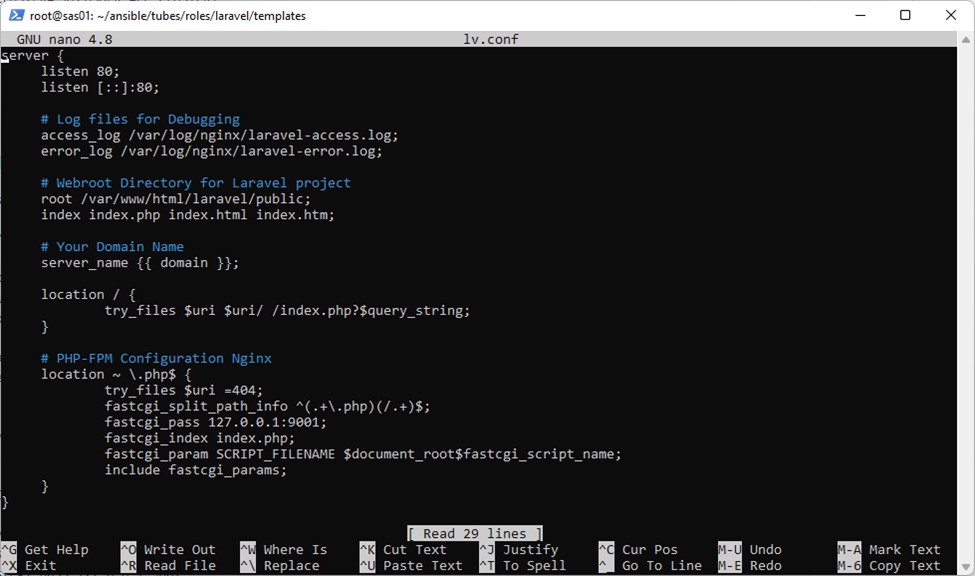 root@sas01: ~/ansible/tubes/roles/laravel/templates
GNU nano 4.8 lv.conf
server {
listen 80;
listen [::]:80;
# Log files for Debugging
access_log /var/log/nginx/laravel-access.log;
error_log /var/log/nginx/laravel-error.log;
# Webroot Directory for Laravel project
root /var/www/html/laravel/public;
index index.php index.html index.htm;
# Your Domain Name
server_name {{ domain }};
location / {
try_files $uri $uri/ /index.php?$query_string;
}
# PHP-FPM Configuration Nginx
location ~ \.php$ {
try_files $uri =404;
fastcgi_split_path_info ^(.+\.php)(/.+)$;
fastcgi_pass 127.0.0.1:9001;
fastcgi_index index.php;
fastcgi_param SCRIPT_FILENAME $document_root$fastcgi_script_name;
include fastcgi_params;
}
}
[ Read 29 lines ]
^G Get Help ^O Write Out ^W Where Is ^K Cut Text ^J Justify ^C Cur Pos M-U Undo M-A Mark Text
^X Exit ^R Read File ^\ Replace ^U Paste Text ^T To Spell ^_ Go To Line M-E Redo M-6 Copy Text